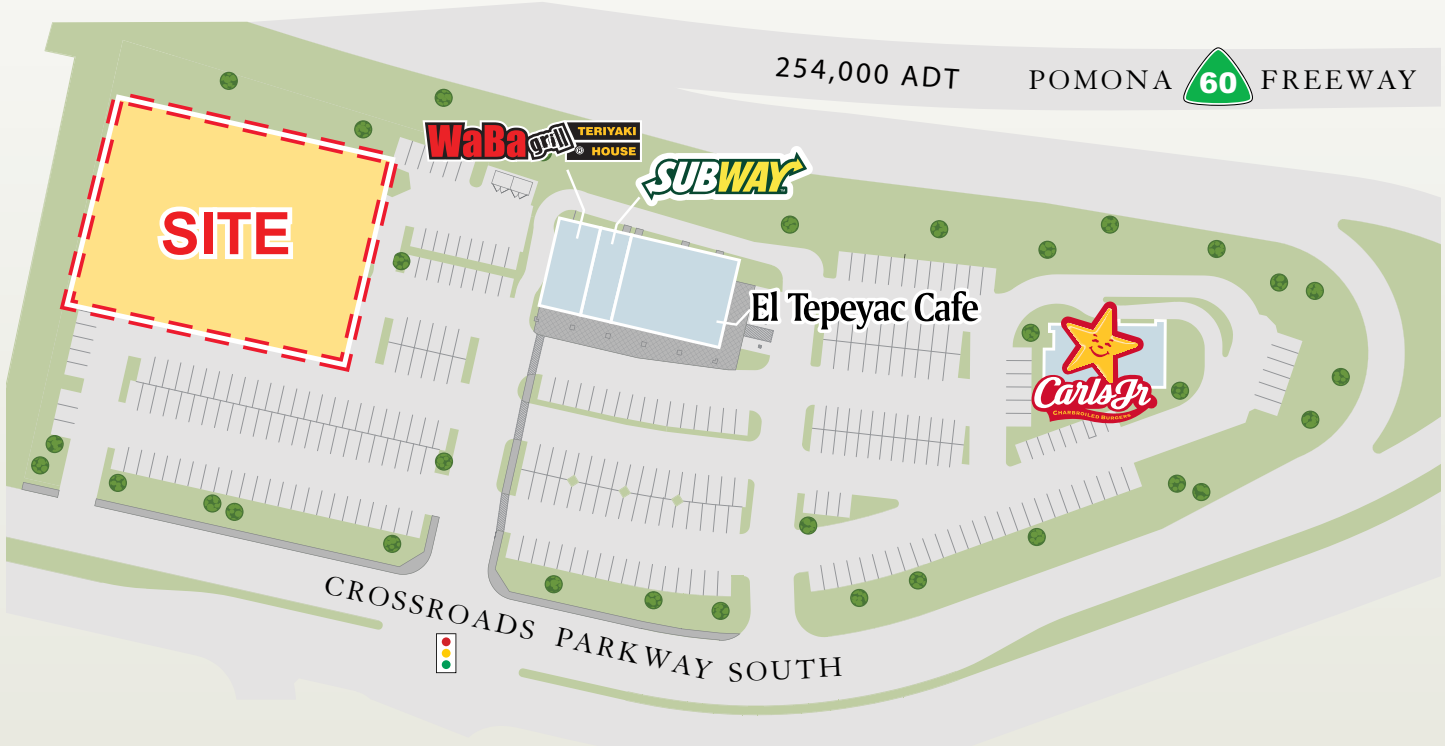 254,000 ADT
POMONA 60 FREEWAY
WaBa grill TERIYAKI
® HOUSE
SUBWAY
SITE
El Tepeyac Cafe
Carl's Jr
CHARBROILED BURGERS
CROSSROADS PARKWAY SOUTH